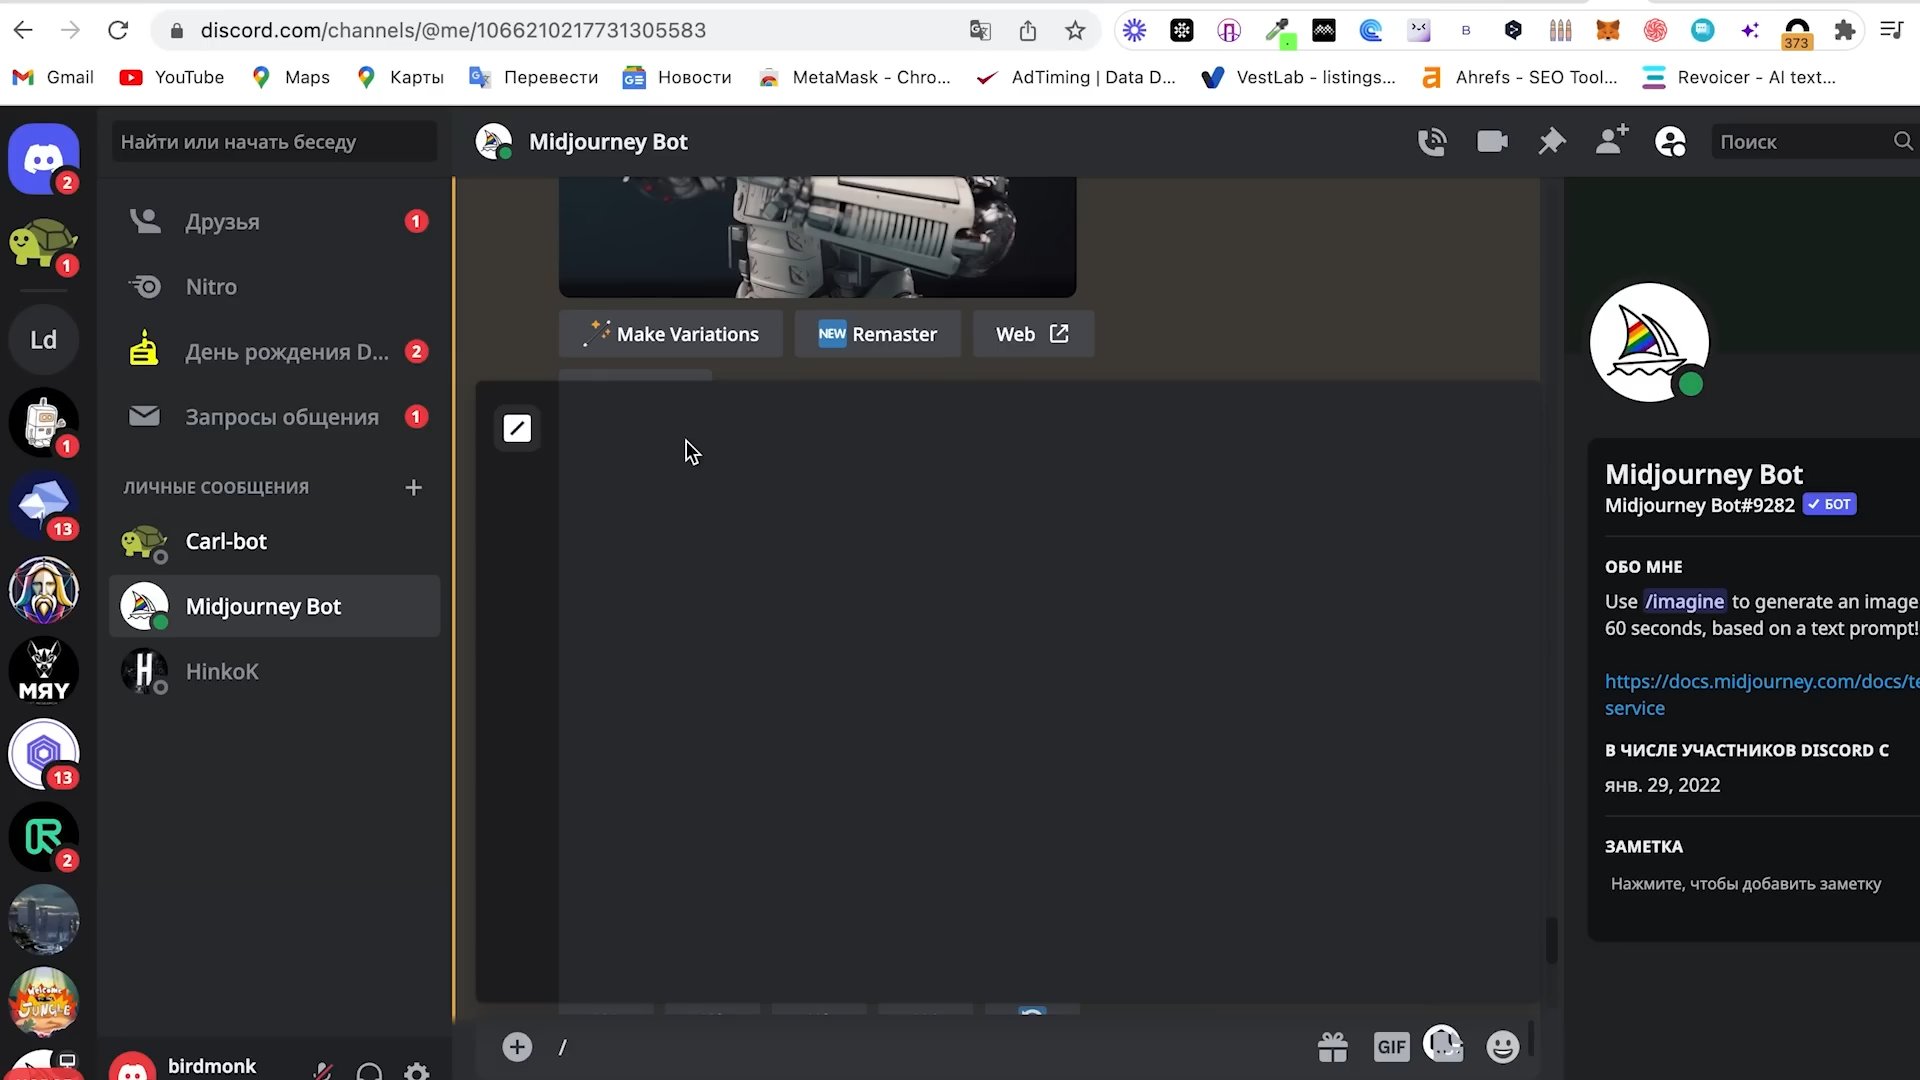 discord.com/channels/@me/1066210217731305583
373
Gmail
YouTube
Maps
Карты
Перевести
Новости
MetaMask - Chro...
AdTiming | Data D...
VestLab - listings...
Ahrefs - SEO Tool...
Revoicer - AI text...
2
Найти или начать беседу
Midjourney Bot
Поиск
Друзья
1
1
Nitro
Make Variations
NEW Remaster
Web
Ld
День рождения D...
2
Запросы общения
1
1
ЛИЧНЫЕ СООБЩЕНИЯ
Midjourney Bot
Midjourney Bot#9282
БОТ
13
Carl-bot
ОБО МНЕ
Use /imagine to generate an image
60 seconds, based on a text prompt!
Midjourney Bot
МЯУ
HinkoK
https://docs.midjourney.com/docs/te
service
В ЧИСЛЕ УЧАСТНИКОВ DISCORD С
янв. 29, 2022
13
ЗАМЕТКА
2
Нажмите, чтобы добавить заметку
Welcome
JUNGLE
/
GIF
birdmonk